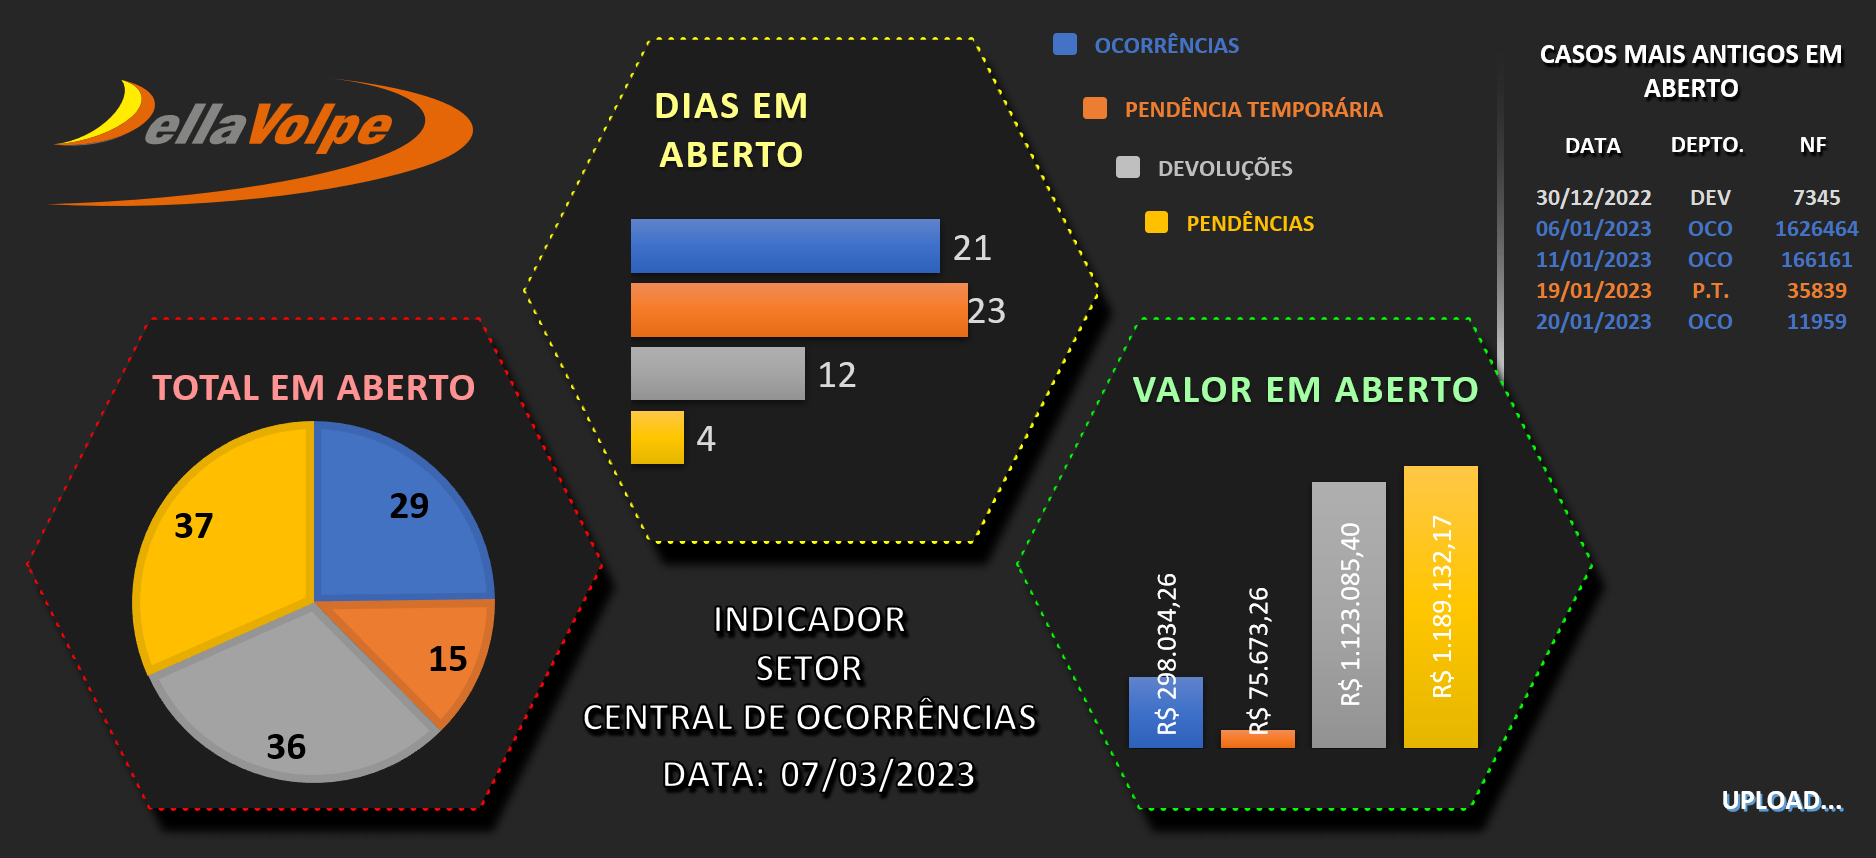 ellaVolpe
DIAS EM
ABERTO
21
23
12
4
OCORRÊNCIAS
PENDÊNCIA TEMPORÁRIA
DEVOLUÇÕES
PENDÊNCIAS
CASOS MAIS ANTIGOS EM
ABERTO
DATA DEPTO. NF
30/12/2022 DEV 7345
06/01/2023 OCO 1626464
11/01/2023 OCO 166161
19/01/2023 P.T. 35839
20/01/2023 OCO 11959
TOTAL EM ABERTO
29
15
36
37
INDICADOR
SETOR
CENTRAL DE OCORRÊNCIAS
DATA: 07/03/2023
VALOR EM ABERTO
R$ 298.034,26
R$ 75.673,26
R$ 1.123.085,40
R$ 1.189.132,17
UPLOAD...